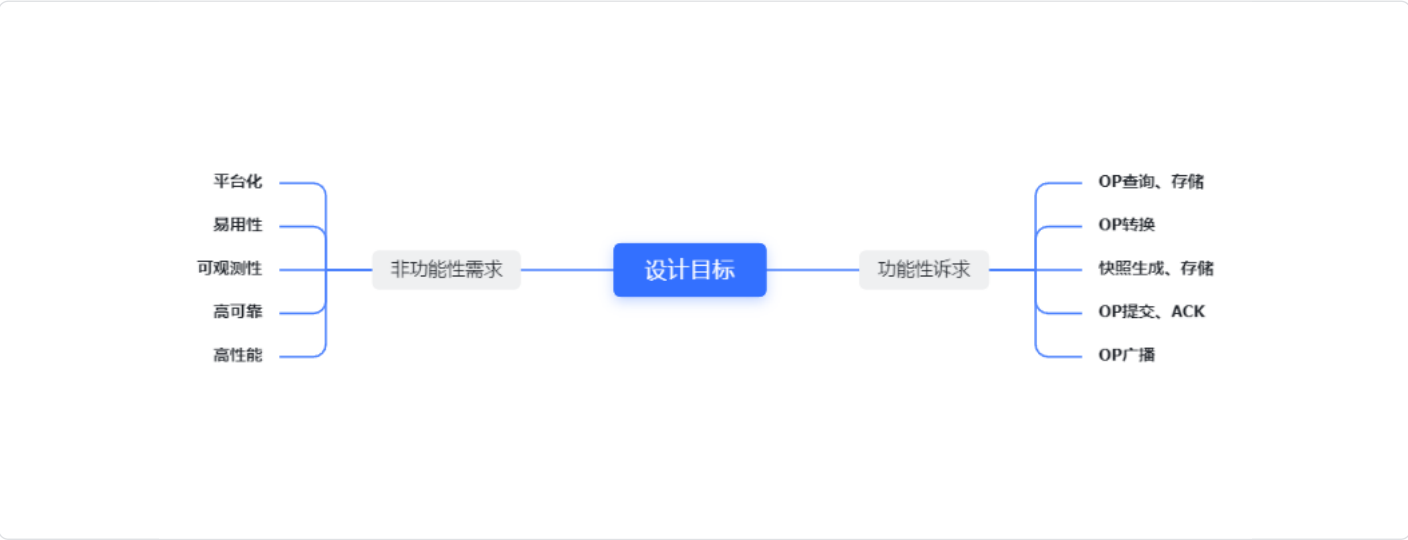 设计目标
非功能性需求
平台化
易用性
可观测性
高可靠
高性能
功能性诉求
OP查询、存储
OP转换
快照生成、存储
OP提交、ACK
OP广播